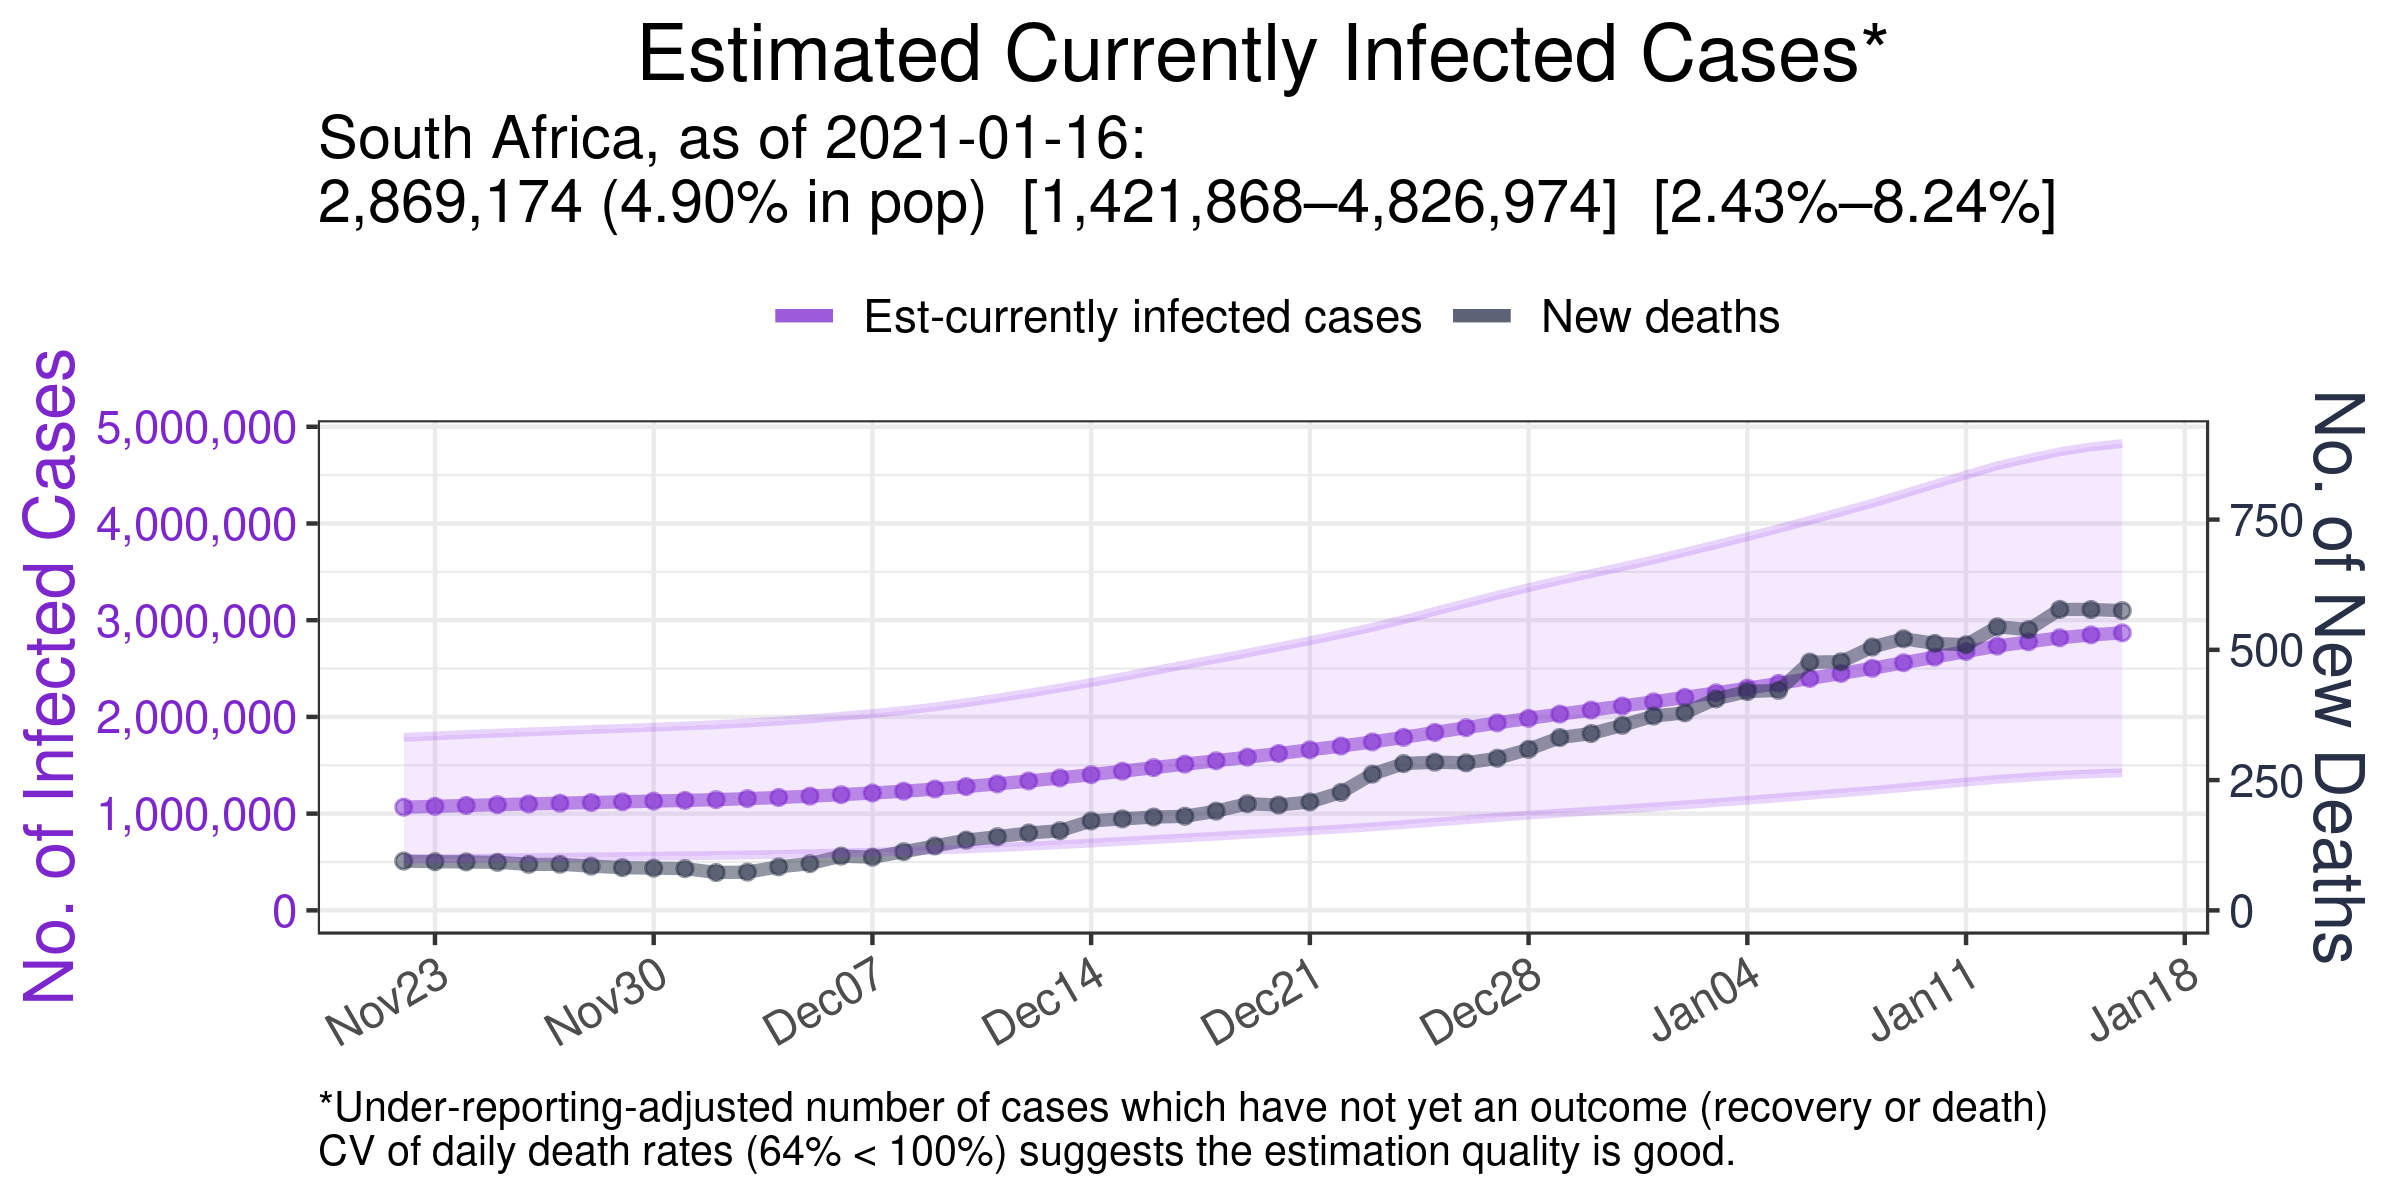 Estimated Currently Infected Cases*
South Africa, as of 2021-01-16:
2,869,174 (4.90% in pop)  [1,421,868–4,826,974]  [2.43%–8.24%]
Est-currently infected cases
New deaths
No. of Infected Cases
5,000,000
4,000,000
3,000,000
2,000,000
1,000,000
0
750
500
250
0
No. of New Deaths
Nov23
Nov30
Dec07
Dec14
Dec21
Dec28
Jan04
Jan11
Jan18
*Under-reporting-adjusted number of cases which have not yet an outcome (recovery or death)
CV of daily death rates (64% < 100%) suggests the estimation quality is good.